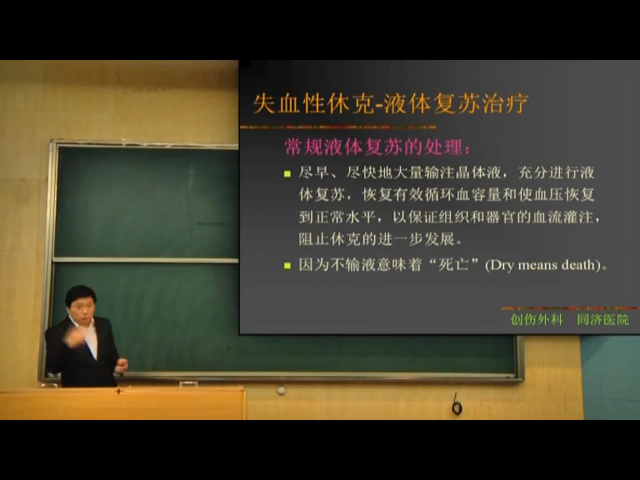 失血性休克-液体复苏治疗
常规液体复苏的处理：
尽早、尽快地大量输注晶体液，充分进行液
体复苏，恢复有效循环血容量和使血压恢复
到正常水平，以保证组织和器官的血流灌注，
阻止休克的进一步发展。
因为不输液意味着“死亡”(Dry means death)。
创伤外科 同济医院